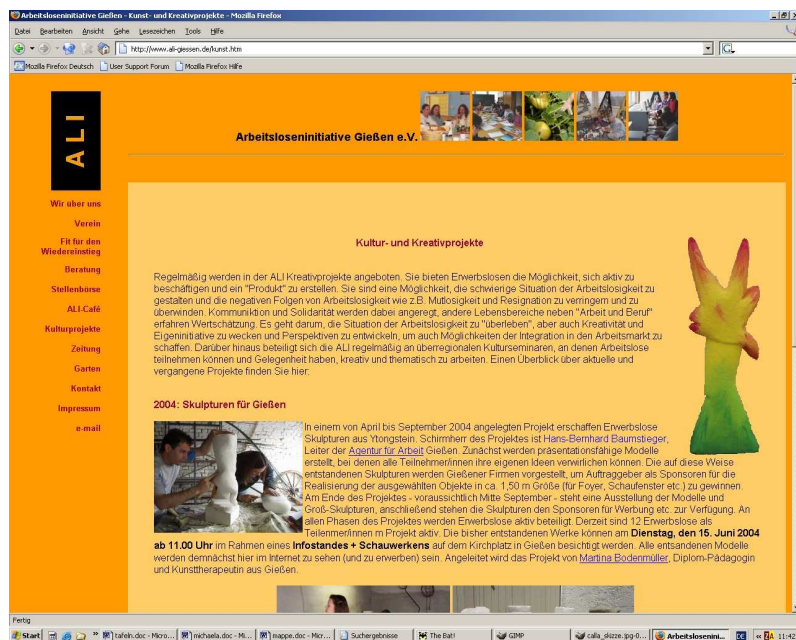 Arbeitsloseninitiative Gießen - Kunst- und Kreativprojekte - Mozilla Firefox
Datei Bearbeiten Ansicht Gehe Lesezeichen Tools Hilfe
http://www.ali-giessen.de/kunst.htm
Mozilla Firefox Deutsch User Support Forum Mozilla Firefox Hilfe
ALI
Arbeitsloseninitiative Gießen e.V.
Wir über uns
Verein
Fit für den
Wiedereinstieg
Beratung
Stellenbörse
ALI-Café
Kulturprojekte
Zeitung
Garten
Kontakt
Impressum
e-mail
Kultur- und Kreativprojekte
Regelmäßig werden in der ALI Kreativprojekte angeboten. Sie bieten Erwerbslosen die Möglichkeit, sich aktiv zu
beschäftigen und ein "Produkt" zu erstellen. Sie sind eine Möglichkeit, die schwierige Situation der Arbeitslosigkeit zu
gestalten und die negativen Folgen von Arbeitslosigkeit wie z.B. Mutlosigkeit und Resignation zu verringern und zu
überwinden. Kommuniktion und Solidarität werden dabei angeregt, andere Lebensbereiche neben "Arbeit und Beruf"
erfahren Wertschätzung. Es geht darum, die Situation der Arbeitslosigkeit zu "überleben", aber auch Kreativität und
Eigeninitiative zu wecken und Perspektiven zu entwickeln, um auch Möglichkeiten der Integration in den Arbeitsmarkt zu
schaffen. Darüber hinaus beteiligt sich die ALI regelmäßig an überregionalen Kulturseminaren, an denen Arbeitslose
teilnehmen können und Gelegenheit haben, kreativ und thematisch zu arbeiten. Einen Überblick über aktuelle und
vergangene Projekte finden Sie hier.
2004: Skulpturen für Gießen
In einem von April bis September 2004 angelegten Projekt erschaffen Erwerbslose
Skulpturen aus Ytongstein. Schirmherr des Projektes ist Hans-Bernhard Baumstieger,
Leiter der Agentur für Arbeit Gießen. Zunächst werden präsentationsfähige Modelle
erstellt, bei denen alle Teilnehmer/innen ihre eigenen Ideen verwirlichen können. Die auf diese Weise
entstandenen Skulpturen werden Gießener Firmen vorgestellt, um Auftraggeber als Sponsoren für die
Realisierung der ausgewählten Objekte in ca. 1,50 m Größe (für Foyer, Schaufenster etc.) zu gewinnen.
Am Ende des Projektes - voraussichtlich Mitte September - steht eine Ausstellung der Modelle und
Groß-Skulpturen, anschließend stehen die Skulpturen den Sponsoren für Werbung etc. zur Verfügung. An
allen Phasen des Projektes werden Erwerbslose aktiv beteiligt. Derzeit sind 12 Erwerbslose als
Teilenmer/innen m Projekt aktiv. Die bisher entstandenen Werke können am Dienstag, den 15. Juni 2004
ab 11.00 Uhr im Rahmen eines Infostandes + Schauwerkens auf dem Kirchplatz in Gießen besichtigt werden. Alle entsandenen Modelle
werden demnächst hier im Internet zu sehen (und zu erwerben) sein. Angeleitet wird das Projekt von Martina Bodenmüller, Diplom-Pädagogin
und Kunsttherapeutin aus Gießen.
Fertig
Start tafeln.doc - Micro... michaela.doc - Mi... mappe.doc - Micr... Suchergebnisse The Bat! GIMP calla_skizze.jpg-0... Arbeitslosenini... 11:42